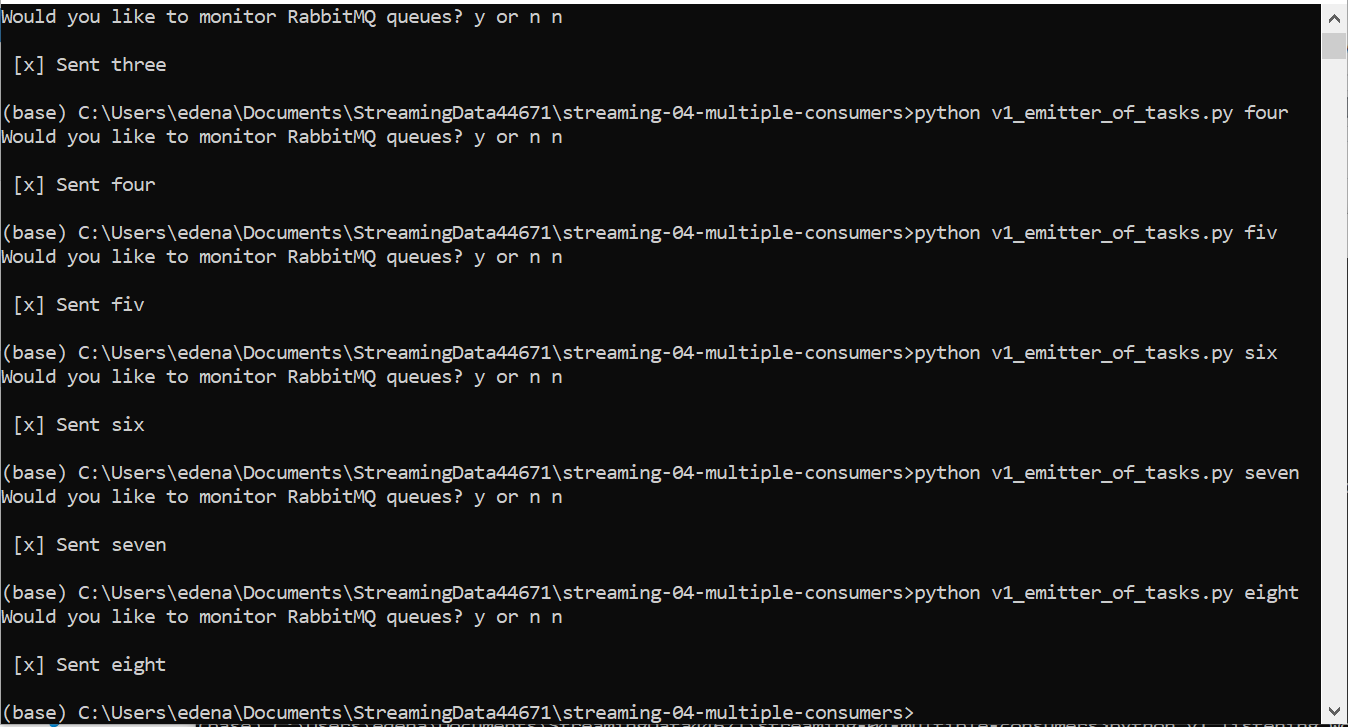 Would you like to monitor RabbitMQ queues? y or n n
[x] Sent three
(base) C:\Users\edena\Documents\StreamingData44671\streaming-04-multiple-consumers>python v1_emitter_of_tasks.py four
Would you like to monitor RabbitMQ queues? y or n n
[x] Sent four
(base) C:\Users\edena\Documents\StreamingData44671\streaming-04-multiple-consumers>python v1_emitter_of_tasks.py fiv
Would you like to monitor RabbitMQ queues? y or n n
[x] Sent fiv
(base) C:\Users\edena\Documents\StreamingData44671\streaming-04-multiple-consumers>python v1_emitter_of_tasks.py six
Would you like to monitor RabbitMQ queues? y or n n
[x] Sent six
(base) C:\Users\edena\Documents\StreamingData44671\streaming-04-multiple-consumers>python v1_emitter_of_tasks.py seven
Would you like to monitor RabbitMQ queues? y or n n
[x] Sent seven
(base) C:\Users\edena\Documents\StreamingData44671\streaming-04-multiple-consumers>python v1_emitter_of_tasks.py eight
Would you like to monitor RabbitMQ queues? y or n n
[x] Sent eight
(base) C:\Users\edena\Documents\StreamingData44671\streaming-04-multiple-consumers>